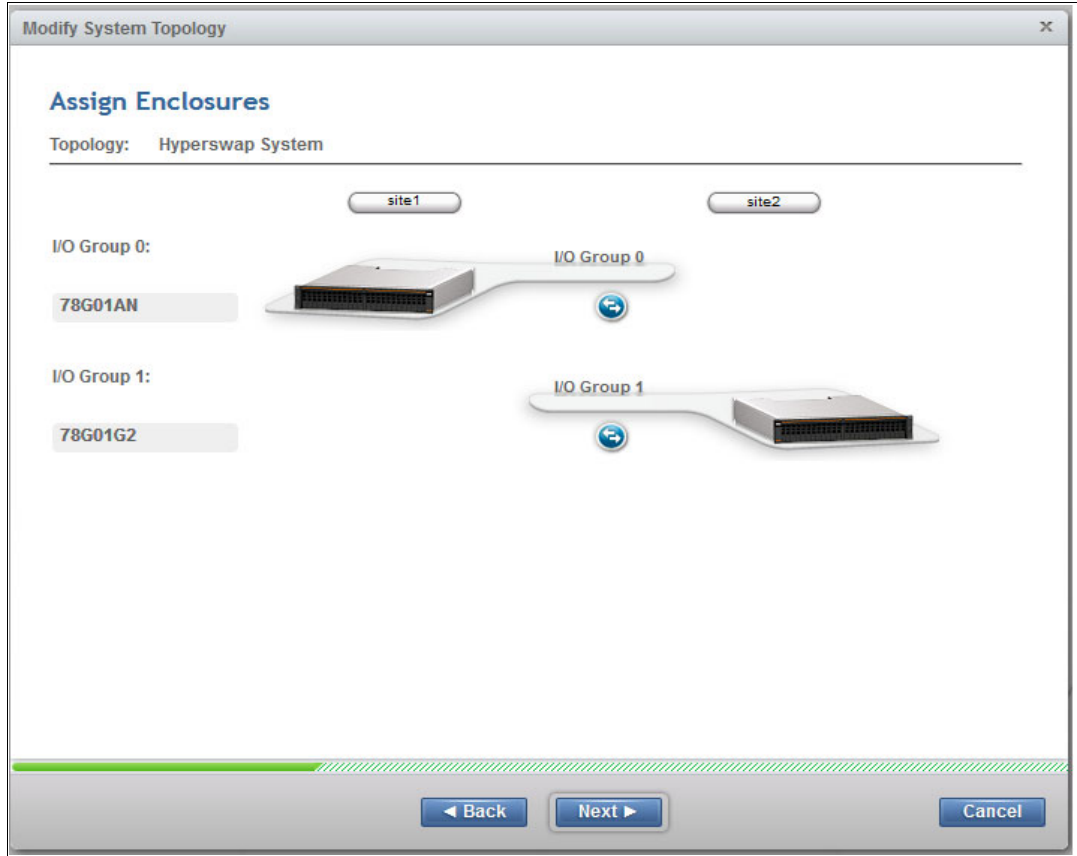 Modify System Topology x
Assign Enclosures
Topology: Hyperswap System
site1 site2
I/O Group 0: I/O Group 0
78G01AN
I/O Group 1: I/O Group 1
78G01G2
◄ Back Next ► Cancel